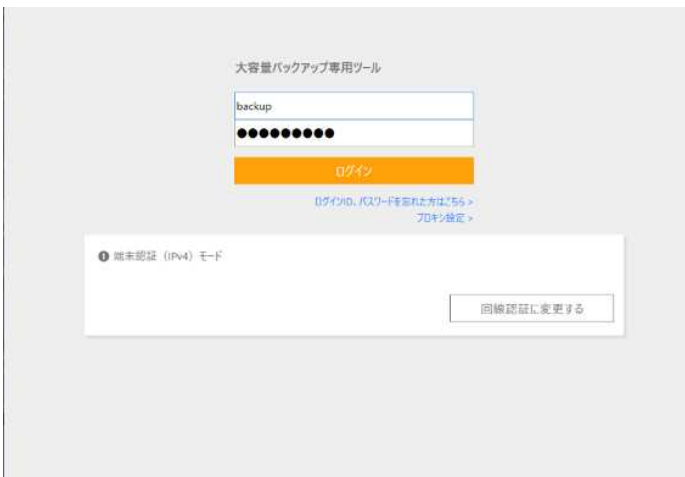 大容量バックアップ専用ツール
backup
●●●●●●●●●
ログイン
ログインID、パスワードを忘れた方はこちら >
プロキシ設定 >
端末認証（IPv4）モード
回線認証に変更する